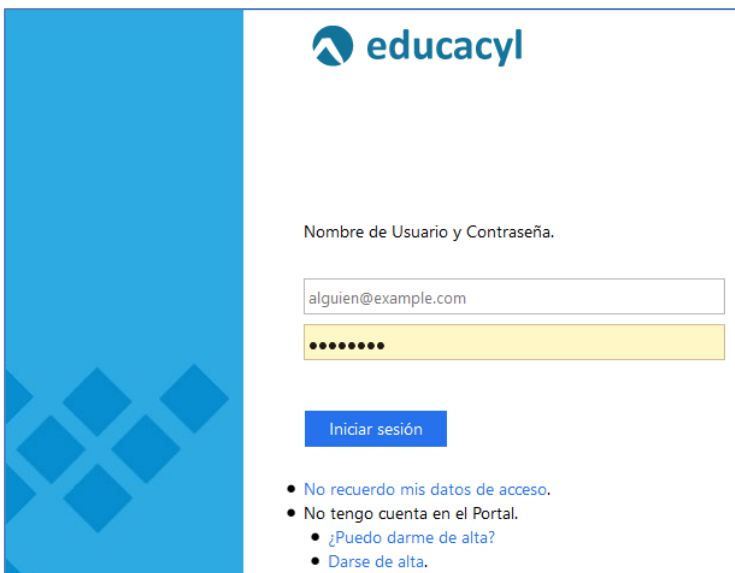 educacyl
Nombre de Usuario y Contraseña.
alguien@example.com
••••••••
Iniciar sesión
No recuerdo mis datos de acceso.
No tengo cuenta en el Portal.
¿Puedo darme de alta?
Darse de alta.